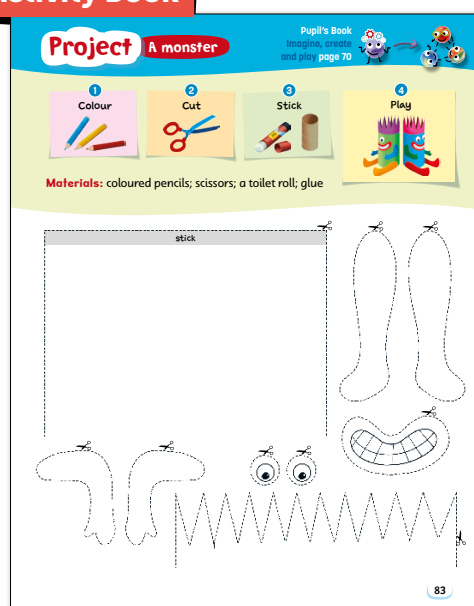 Project A monster
Pupil's Book
Imagine, create
and play page 70
1
Colour
2
Cut
3
Stick
4
Play
Materials: coloured pencils; scissors; a toilet roll; glue
stick
83